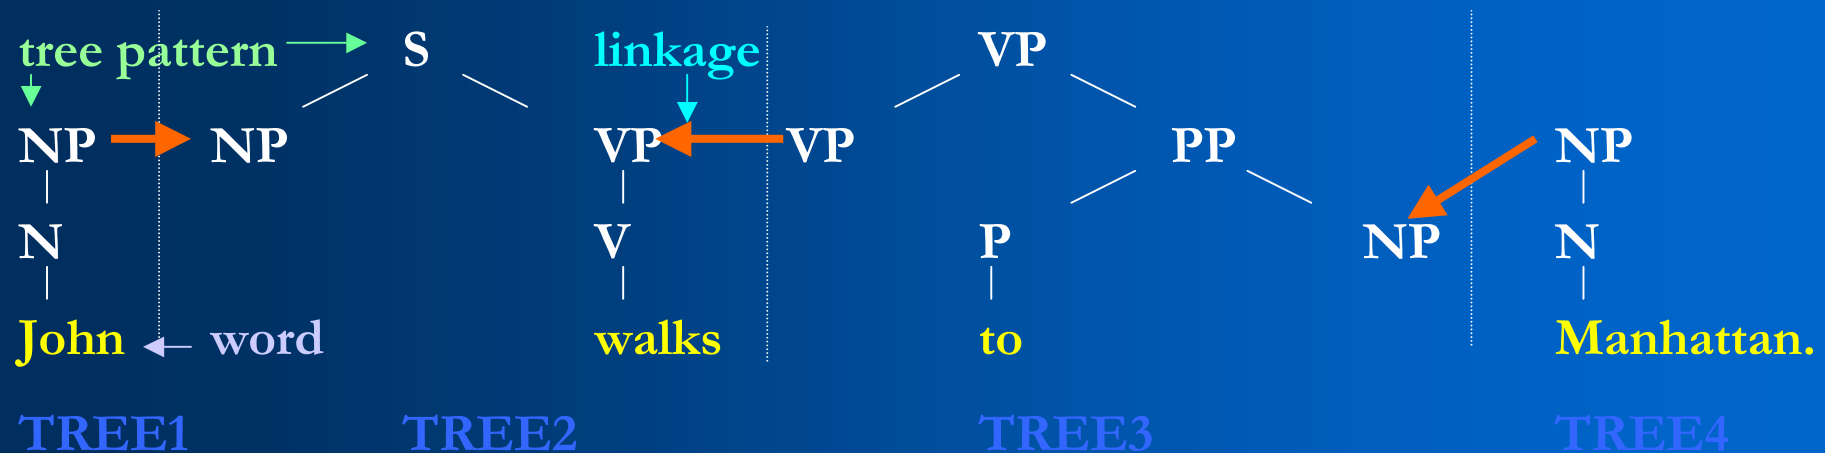 tree pattern S linkage VP
NP NP VP VP PP NP
N V P NP N
John word walks to Manhattan.
TREE1 TREE2 TREE3 TREE4